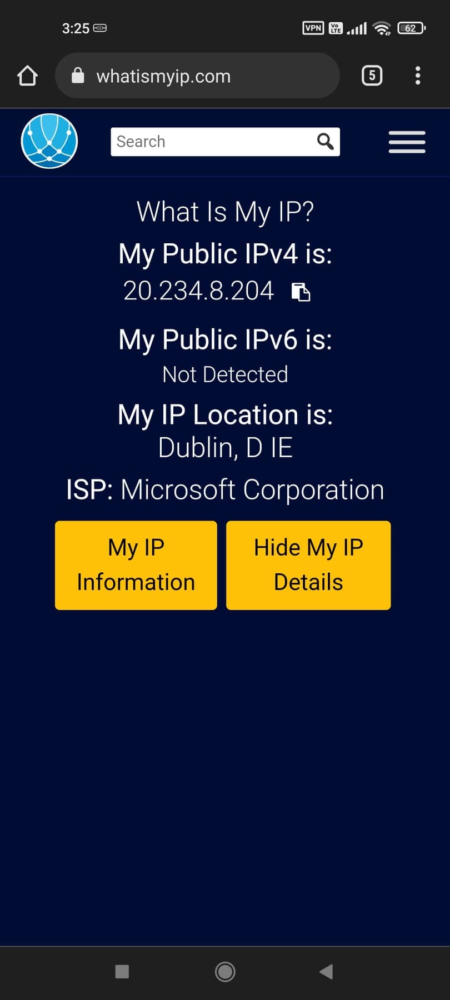 3:25
VPN Vo LTE 62
whatismyip.com
5
Search
What Is My IP?
My Public IPv4 is:
20.234.8.204
My Public IPv6 is:
Not Detected
My IP Location is:
Dublin, D IE
ISP: Microsoft Corporation
My IP
Information
Hide My IP
Details